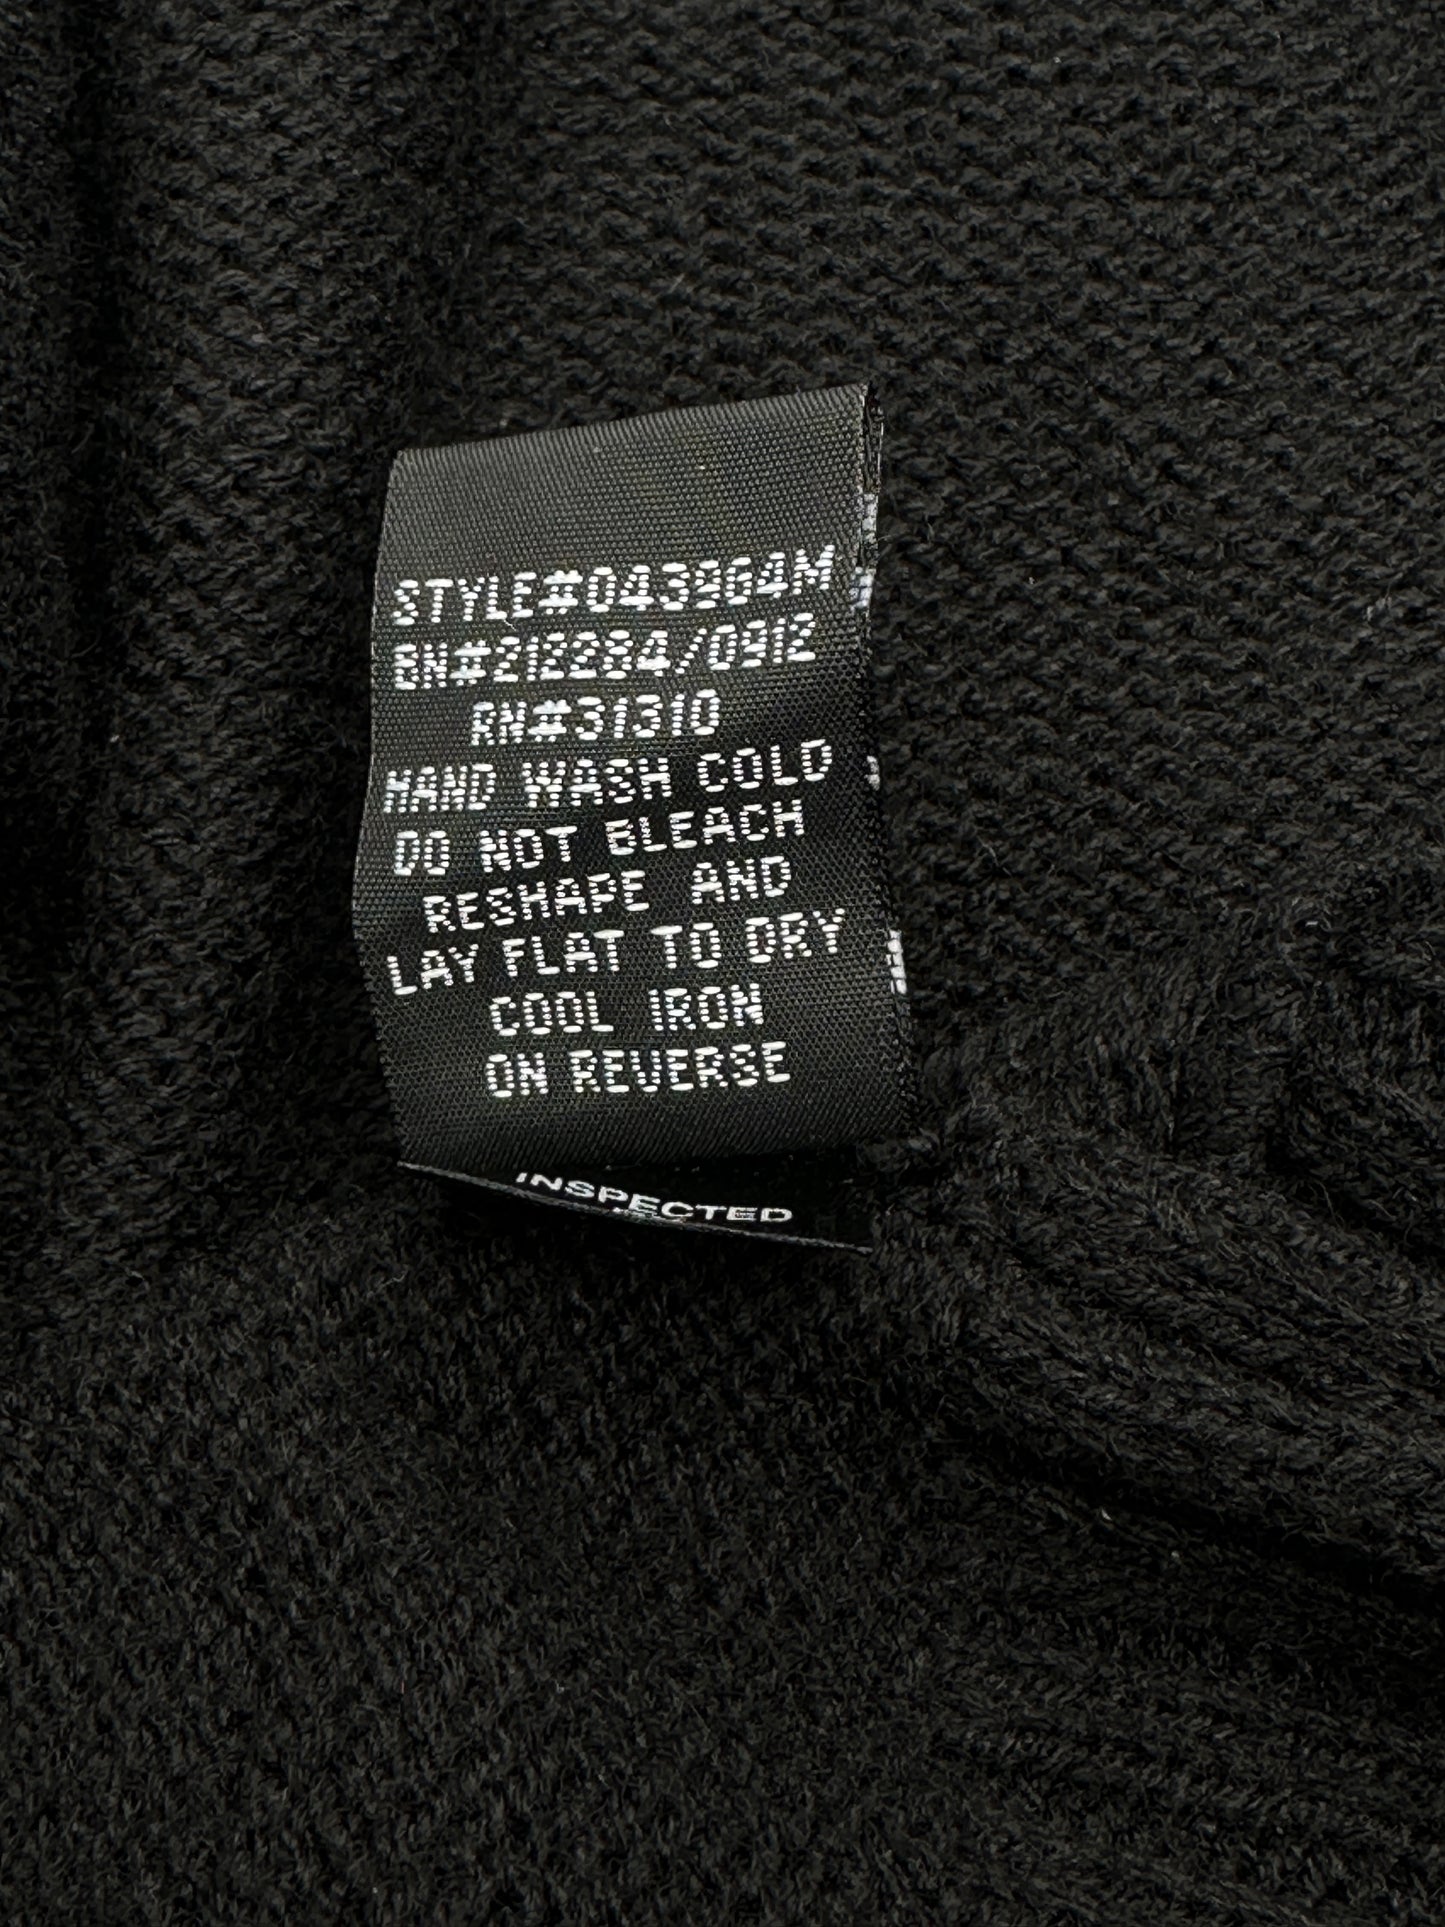 STYLE#043964M
BN#212284/0912
RN#31310
HAND WASH COLD
DO NOT BLEACH
RESHAPE AND
LAY FLAT TO DRY
COOL IRON
ON REVERSE
INSPECTED